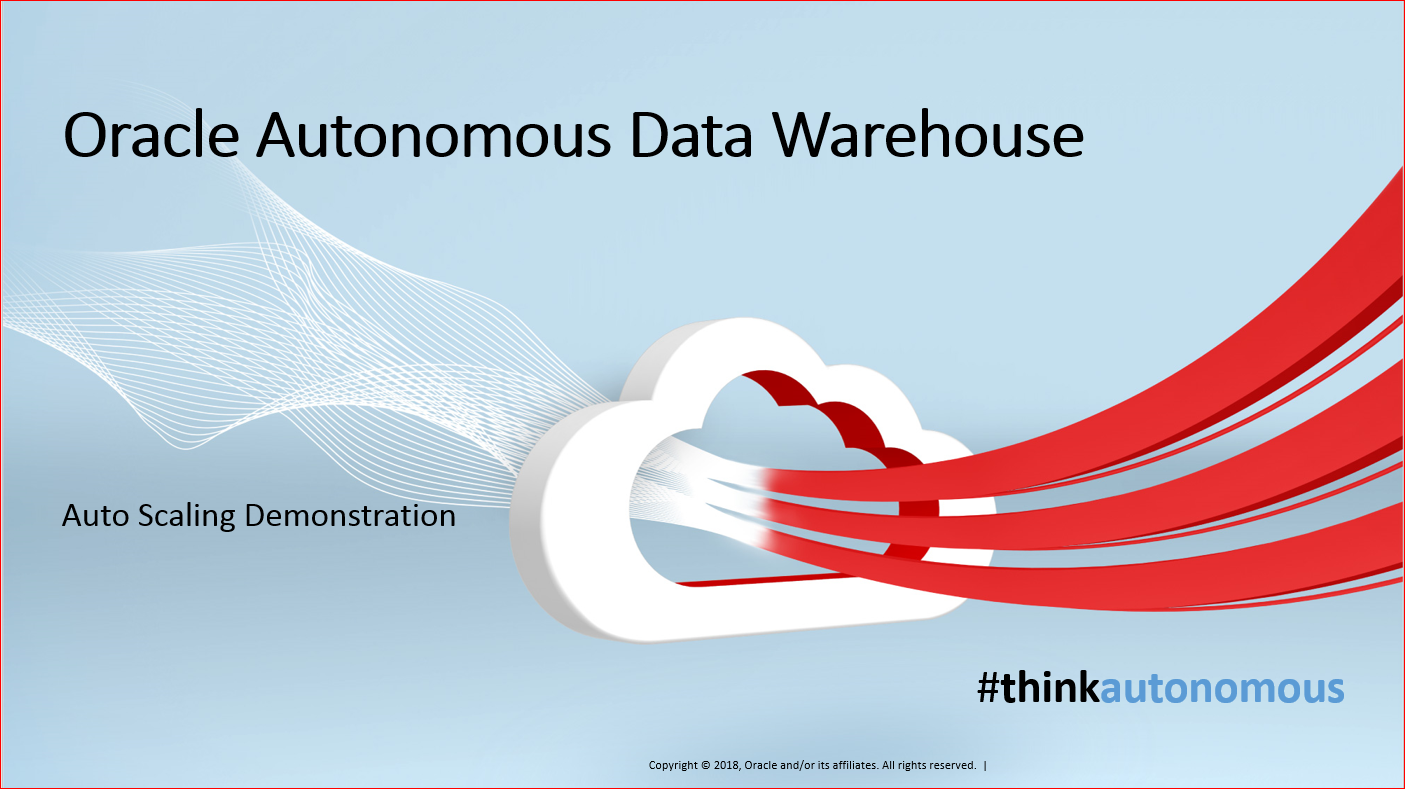 Oracle Autonomous Data Warehouse
Auto Scaling Demonstration
#thinkautonomous
Copyright © 2018, Oracle and/or its affiliates. All rights reserved. |